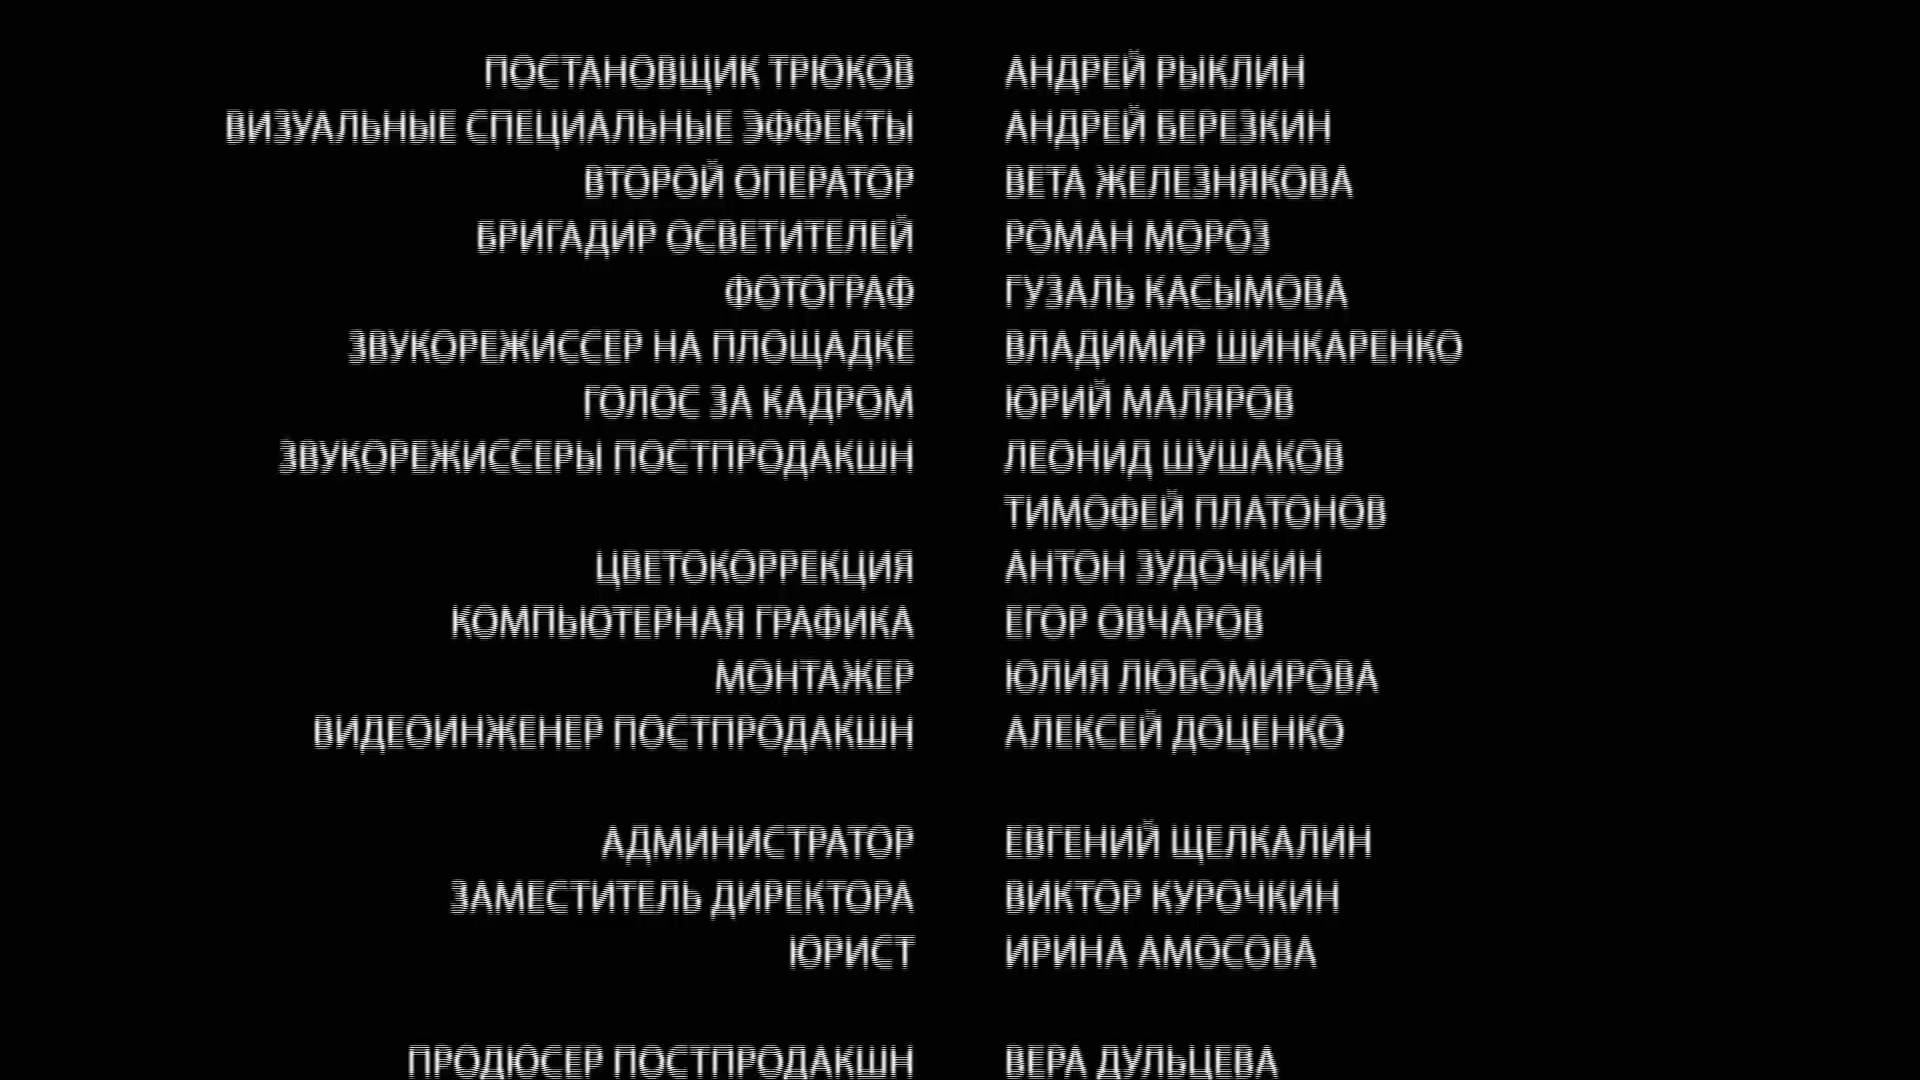 ПОСТАНОВЩИК ТРЮКОВ АНДРЕЙ РЫКЛИН
ВИЗУАЛЬНЫЕ СПЕЦИАЛЬНЫЕ ЭФФЕКТЫ АНДРЕЙ БЕРЕЗКИН
ВТОРОЙ ОПЕРАТОР ВЕТА ЖЕЛЕЗНЯКОВА
БРИГАДИР ОСВЕТИТЕЛЕЙ РОМАН МОРОЗ
ФОТОГРАФ ГУЗАЛЬ КАСЫМОВА
ЗВУКОРЕЖИССЕР НА ПЛОЩАДКЕ ВЛАДИМИР ШИНКАРЕНКО
ГОЛОС ЗА КАДРОМ ЮРИЙ МАЛЯРОВ
ЗВУКОРЕЖИССЕРЫ ПОСТПРОДАКШН ЛЕОНИД ШУШАКОВ
ТИМОФЕЙ ПЛАТОНОВ
ЦВЕТОКОРРЕКЦИЯ АНТОН ЗУДОЧКИН
КОМПЬЮТЕРНАЯ ГРАФИКА ЕГОР ОВЧАРОВ
МОНТАЖЕР ЮЛИЯ ЛЮБОМИРОВА
ВИДЕОИНЖЕНЕР ПОСТПРОДАКШН АЛЕКСЕЙ ДОЦЕНКО
АДМИНИСТРАТОР ЕВГЕНИЙ ЩЕЛКАЛИН
ЗАМЕСТИТЕЛЬ ДИРЕКТОРА ВИКТОР КУРОЧКИН
ЮРИСТ ИРИНА АМОСОВА
ПРОДЮСЕР ПОСТПРОДАКШН ВЕРА ДУЛЬЦЕВА